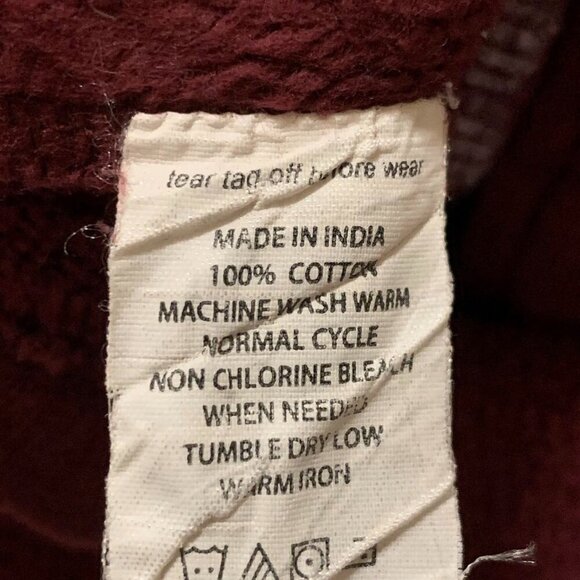 tear tag off before wear
MADE IN INDIA
100% COTTON
MACHINE WASH WARM
NORMAL CYCLE
NON CHLORINE BLEACH
WHEN NEEDED
TUMBLE DRY LOW
WARM IRON